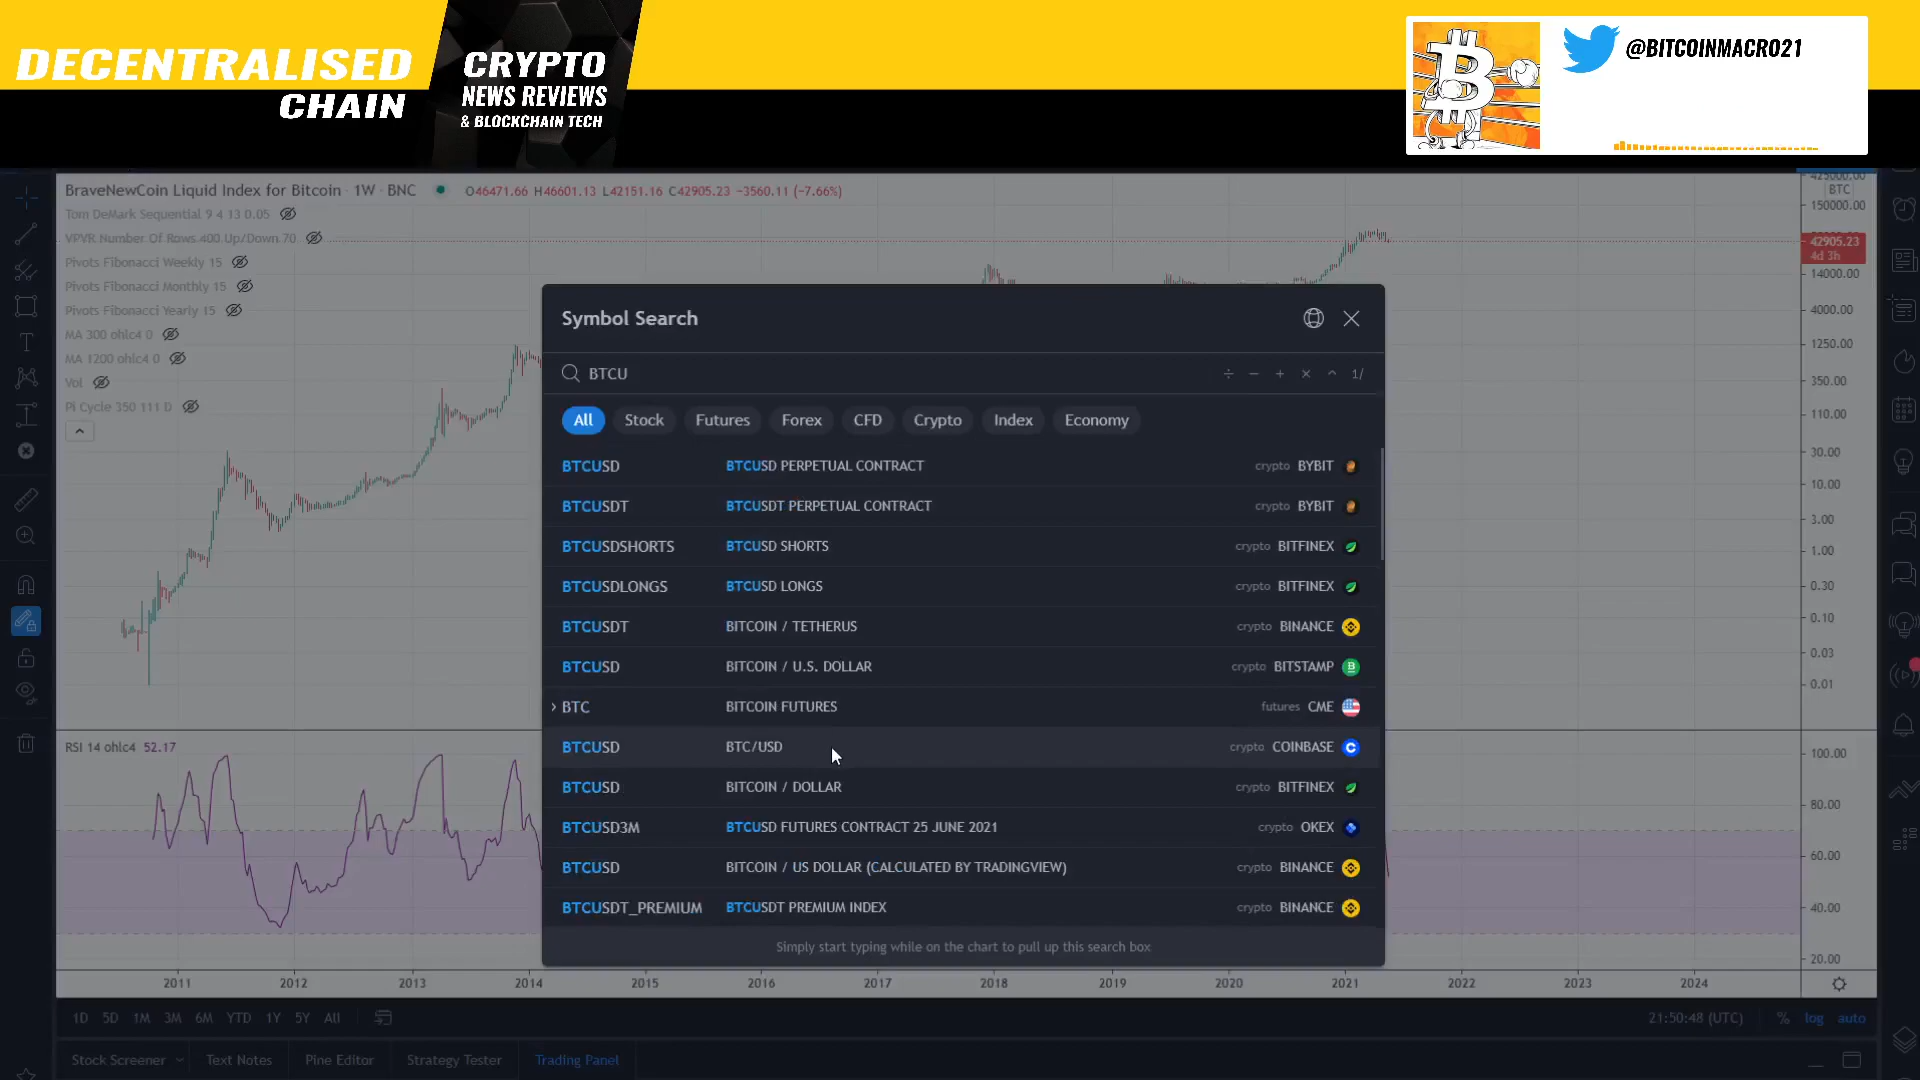 DECENTRALISED
CHAIN
CRYPTO
NEWS REVIEWS
& BLOCKCHAIN TECH
@BITCOINMACRO21
BraveNewCoin Liquid Index for Bitcoin · 1W · BNC O46471.66 H46601.13 L42151.16 C42905.23 −3560.11 (−7.66%)
Tom DeMark Sequential 9 4 13 0.05
VPVR Number Of Rows 400 Up/Down 70
Pivots Fibonacci Weekly 15
Pivots Fibonacci Monthly 15
Pivots Fibonacci Yearly 15
MA 300 ohlc4 0
MA 1200 ohlc4 0
Vol
Pi Cycle 350 111 D
425000.00
BTC
150000.00
42905.23
4d 3h
14000.00
4000.00
1250.00
350.00
110.00
30.00
10.00
3.00
1.00
0.30
0.10
0.03
0.01
Symbol Search
BTCU
÷ − + × ^ 1/
All Stock Futures Forex CFD Crypto Index Economy
BTCUSD BTCUSD PERPETUAL CONTRACT crypto BYBIT
BTCUSDT BTCUSDT PERPETUAL CONTRACT crypto BYBIT
BTCUSDSHORTS BTCUSD SHORTS crypto BITFINEX
BTCUSDLONGS BTCUSD LONGS crypto BITFINEX
BTCUSDT BITCOIN / TETHERUS crypto BINANCE
BTCUSD BITCOIN / U.S. DOLLAR crypto BITSTAMP
BTC BITCOIN FUTURES futures CME
BTCUSD BTC/USD crypto COINBASE
BTCUSD BITCOIN / DOLLAR crypto BITFINEX
BTCUSD3M BTCUSD FUTURES CONTRACT 25 JUNE 2021 crypto OKEX
BTCUSD BITCOIN / US DOLLAR (CALCULATED BY TRADINGVIEW) crypto BINANCE
BTCUSDT_PREMIUM BTCUSDT PREMIUM INDEX crypto BINANCE
Simply start typing while on the chart to pull up this search box
RSI 14 ohlc4 52.17
100.00
80.00
60.00
40.00
20.00
2011 2012 2013 2014 2015 2016 2017 2018 2019 2020 2021 2022 2023 2024
1D 5D 1M 3M 6M YTD 1Y 5Y All
21:50:48 (UTC) % log auto
Stock Screener Text Notes Pine Editor Strategy Tester Trading Panel